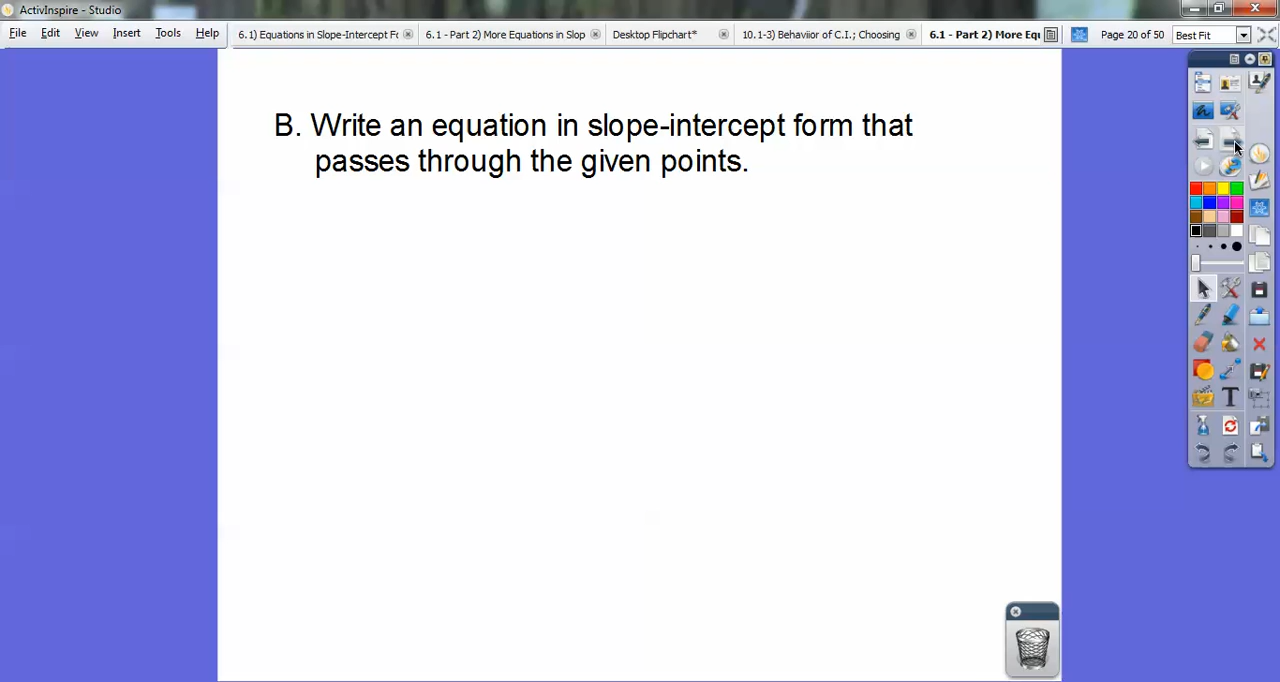 ActivInspire - Studio
File Edit View Insert Tools Help
6.1) Equations in Slope-Intercept Fo 6.1 - Part 2) More Equations in Slop Desktop Flipchart* 10.1-3) Behavior of C.I.; Choosing 6.1 - Part 2) More Equ Page 20 of 50 Best Fit
B. Write an equation in slope-intercept form that
passes through the given points.